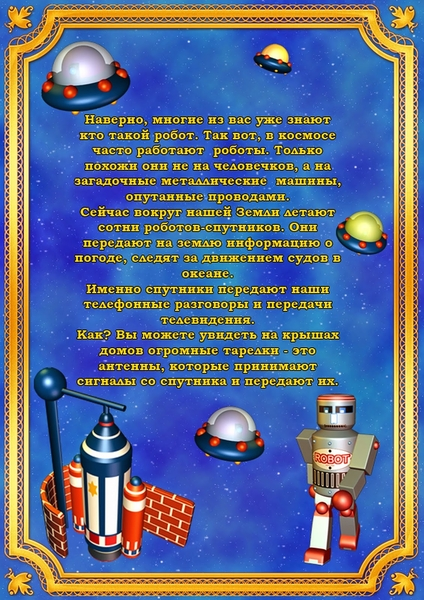 Наверно, многие из вас уже знают
кто такой робот. Так вот, в космосе
часто работают роботы. Только
похожи они не на человечков, а на
загадочные металлические машины,
опутанные проводами.
Сейчас вокруг нашей Земли летают
сотни роботов-спутников. Они
передают на землю информацию о
погоде, следят за движением судов в
океане.
Именно спутники передают наши
телефонные разговоры и передачи
телевидения.
Как? Вы можете увидеть на крышах
домов огромные тарелки - это
антенны, которые принимают
сигналы со спутника и передают их.
ROBOT